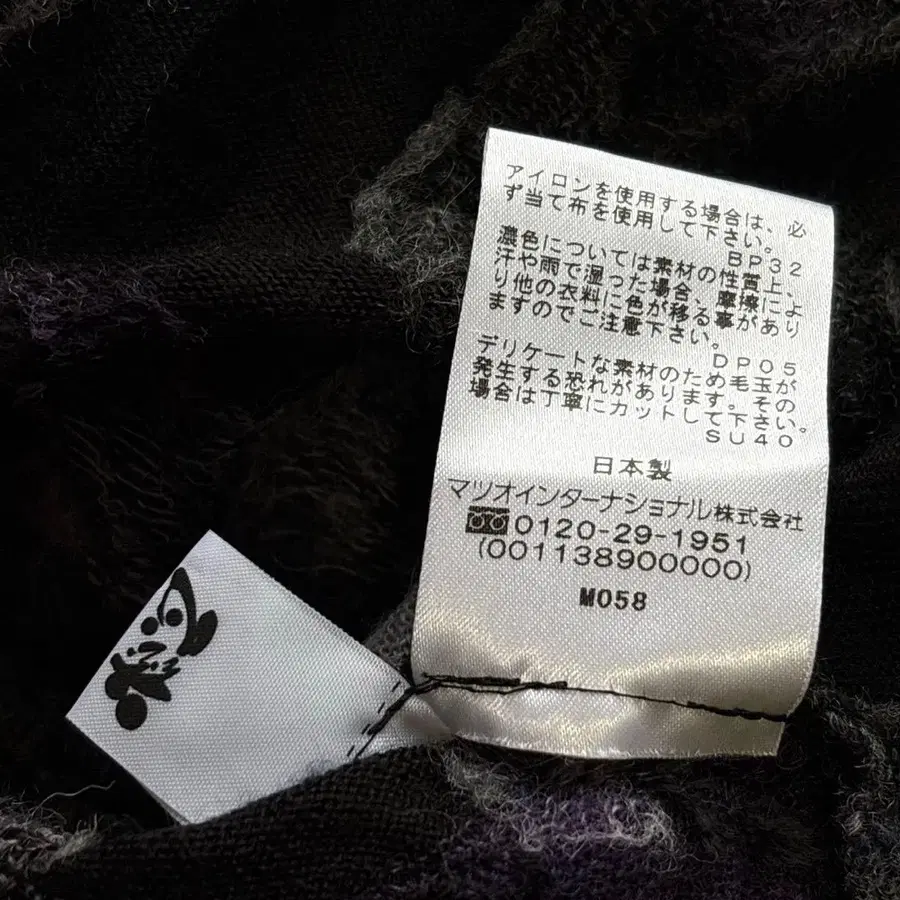 アイロンを使用する場合は、必
ず当て布を使用して下さい。
BP32
濃色については素材の性質上、
汗や雨で湿った場合、摩擦によ
り他の衣料に色が移る事があり
ますのでご注意下さい。
DP05
デリケートな素材のため毛玉が
発生する恐れがあります。その
場合は丁寧にカットして下さい。
SU40
日本製
マツオインターナショナル株式会社
0120-29-1951
(001138900000)
M058